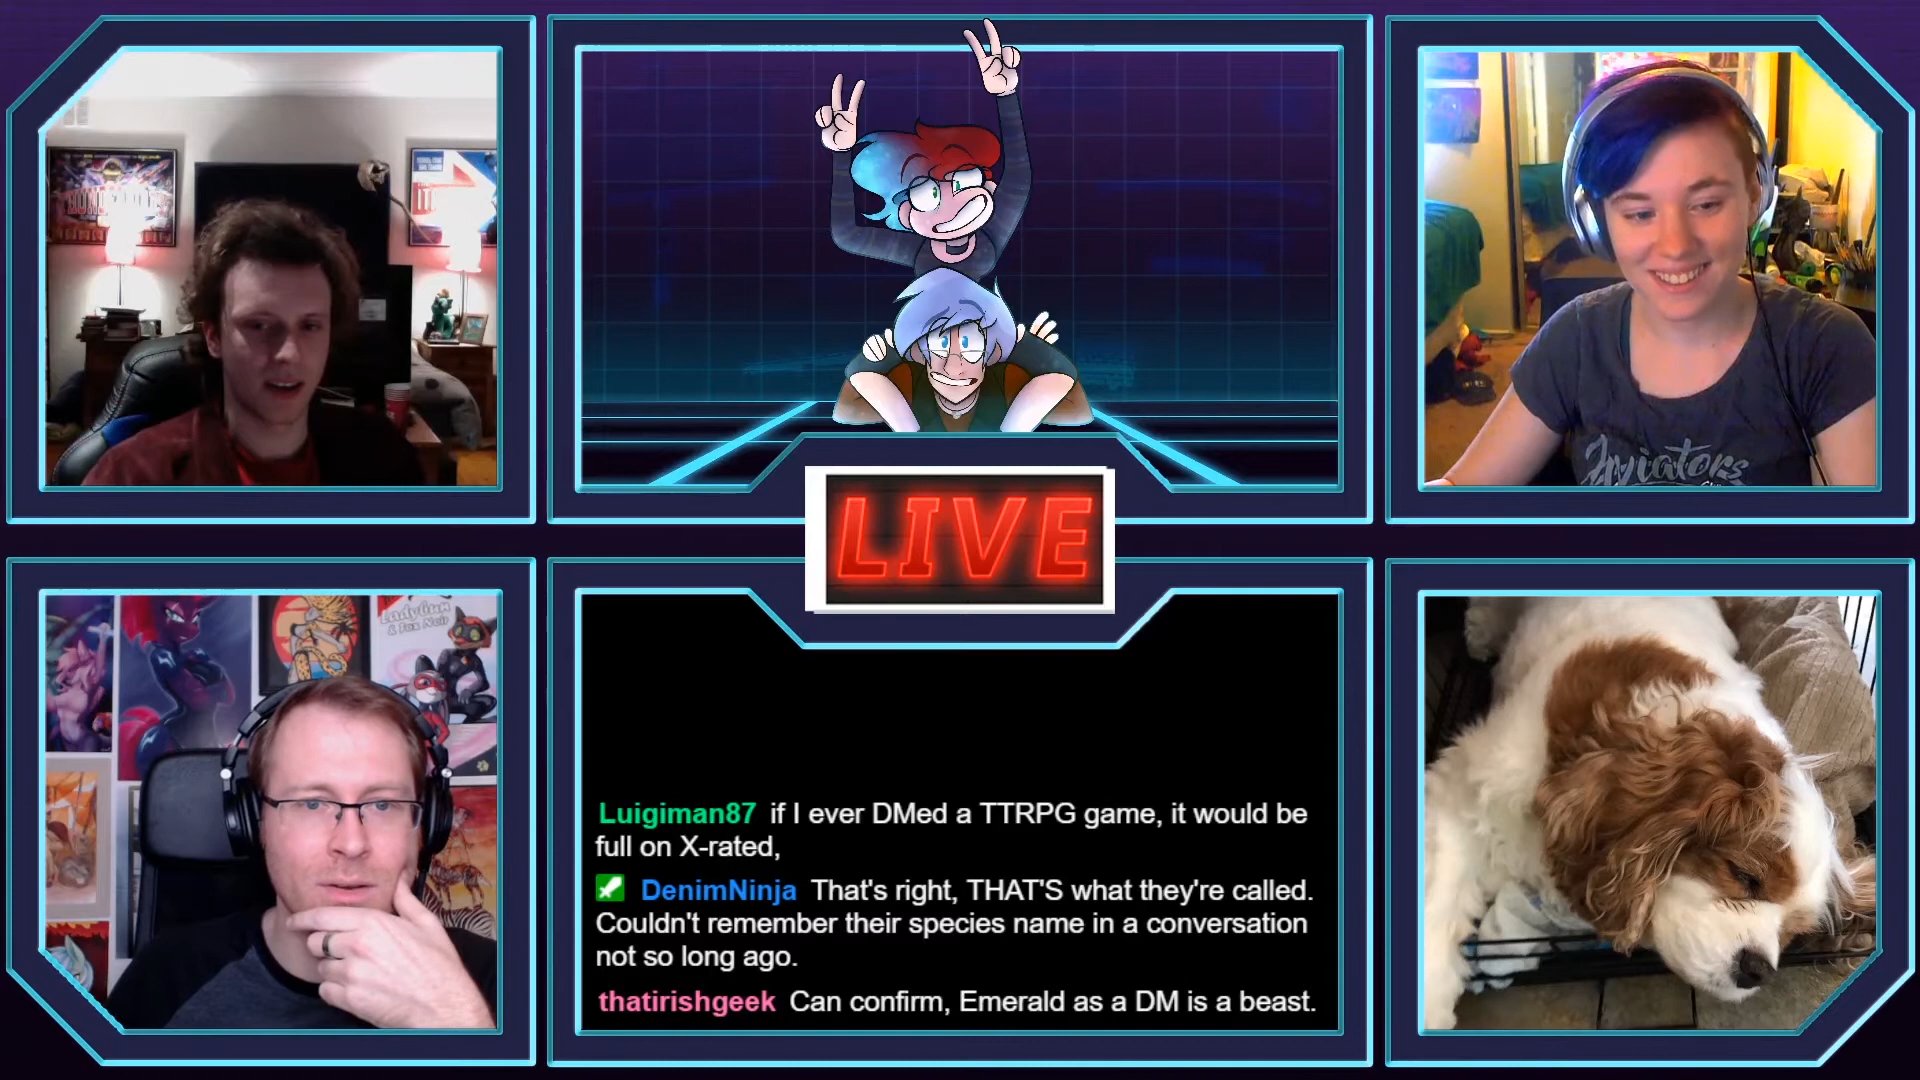 LadyBun
& Fox Noir
Aviators
LIVE
Luigiman87 if I ever DMed a TTRPG game, it would be
full on X-rated,
DenimNinja That's right, THAT'S what they're called.
Couldn't remember their species name in a conversation
not so long ago.
thatirishgeek Can confirm, Emerald as a DM is a beast.